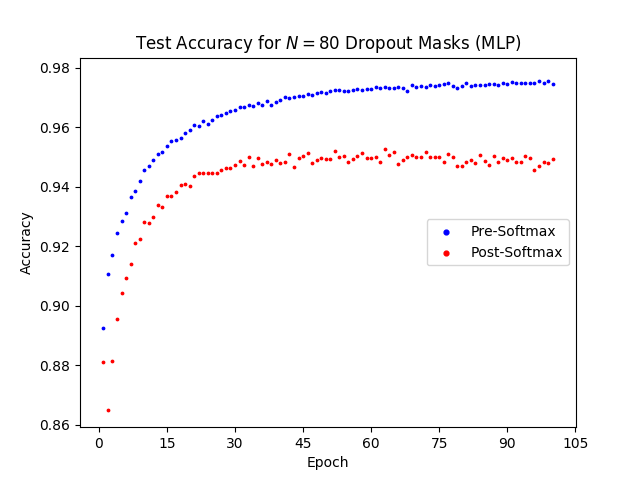 Test Accuracy for N = 80 Dropout Masks (MLP)
0.98
0.96
0.94
0.92
0.90
0.88
0.86
Accuracy
Pre-Softmax
Post-Softmax
0 15 30 45 60 75 90 105
Epoch